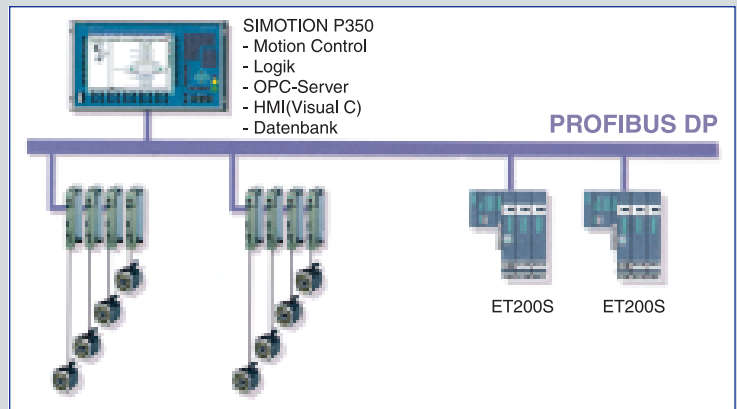 SIMOTION P350
- Motion Control
- Logik
- OPC-Server
- HMI(Visual C)
- Datenbank
PROFIBUS DP
ET200S
ET200S